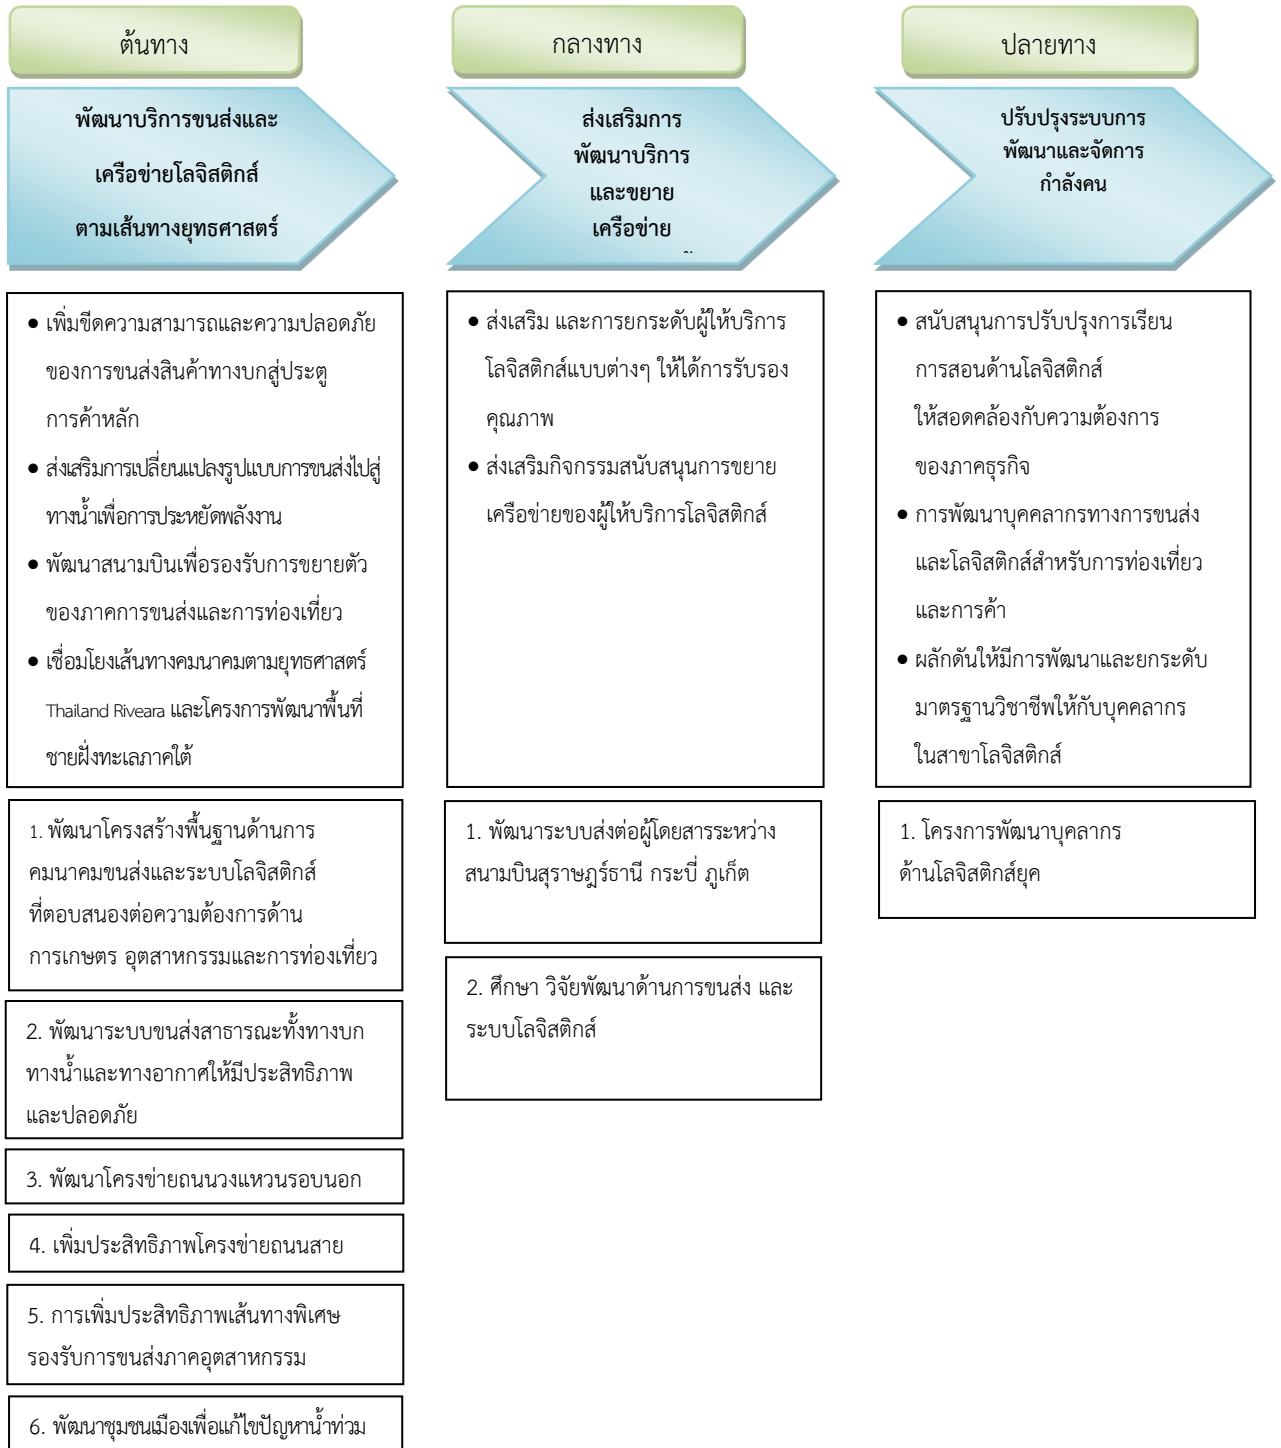 ต้นทาง
พัฒนาบริการขนส่งและ
เครือข่ายโลจิสติกส์
ตามเส้นทางยุทธศาสตร์
• เพิ่มขีดความสามารถและความปลอดภัย
ของการขนส่งสินค้าทางบกสู่ประตู
การค้าหลัก
• ส่งเสริมการเปลี่ยนแปลงรูปแบบการขนส่งไปสู่
ทางน้ำเพื่อการประหยัดพลังงาน
• พัฒนาสนามบินเพื่อรองรับการขยายตัว
ของภาคการขนส่งและการท่องเที่ยว
• เชื่อมโยงเส้นทางคมนาคมตามยุทธศาสตร์
Thailand Riveara และโครงการพัฒนาพื้นที่
ชายฝั่งทะเลภาคใต้
1. พัฒนาโครงสร้างพื้นฐานด้านการ
คมนาคมขนส่งและระบบโลจิสติกส์
ที่ตอบสนองต่อความต้องการด้าน
การเกษตร อุตสาหกรรมและการท่องเที่ยว
2. พัฒนาระบบขนส่งสาธารณะทั้งทางบก
ทางน้ำและทางอากาศให้มีประสิทธิภาพ
และปลอดภัย
3. พัฒนาโครงข่ายถนนวงแหวนรอบนอก
4. เพิ่มประสิทธิภาพโครงข่ายถนนสาย
5. การเพิ่มประสิทธิภาพเส้นทางพิเศษ
รองรับการขนส่งภาคอุตสาหกรรม
6. พัฒนาชุมชนเมืองเพื่อแก้ไขปัญหาน้ำท่วม
กลางทาง
ส่งเสริมการ
พัฒนาบริการ
และขยาย
เครือข่าย
• ส่งเสริม และการยกระดับผู้ให้บริการ
โลจิสติกส์แบบต่างๆ ให้ได้การรับรอง
คุณภาพ
• ส่งเสริมกิจกรรมสนับสนุนการขยาย
เครือข่ายของผู้ให้บริการโลจิสติกส์
1. พัฒนาระบบส่งต่อผู้โดยสารระหว่าง
สนามบินสุราษฎร์ธานี กระบี่ ภูเก็ต
2. ศึกษา วิจัยพัฒนาด้านการขนส่ง และ
ระบบโลจิสติกส์
ปลายทาง
ปรับปรุงระบบการ
พัฒนาและจัดการ
กำลังคน
• สนับสนุนการปรับปรุงการเรียน
การสอนด้านโลจิสติกส์
ให้สอดคล้องกับความต้องการ
ของภาคธุรกิจ
• การพัฒนาบุคคลากรทางการขนส่ง
และโลจิสติกส์สำหรับการท่องเที่ยว
และการค้า
• ผลักดันให้มีการพัฒนาและยกระดับ
มาตรฐานวิชาชีพให้กับบุคคลากร
ในสาขาโลจิสติกส์
1. โครงการพัฒนาบุคลากร
ด้านโลจิสติกส์ยุค